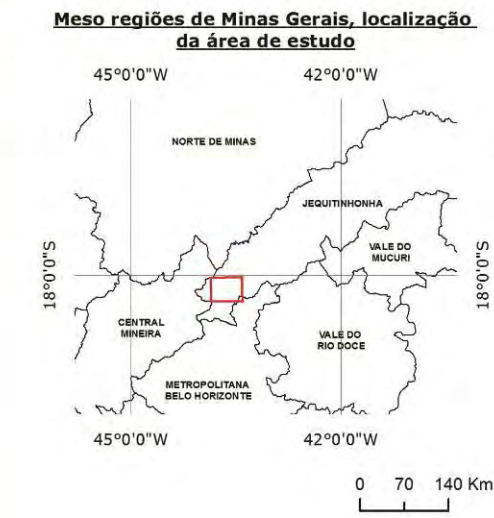 Meso regiões de Minas Gerais, localização
da área de estudo
45°0'0"W 42°0'0"W
NORTE DE MINAS
JEQUITINHONHA
VALE DO
MUCURI
18°0'0"S 18°0'0"S
CENTRAL
MINEIRA
VALE DO
RIO DOCE
METROPOLITANA
BELO HORIZONTE
45°0'0"W 42°0'0"W
0 70 140 Km